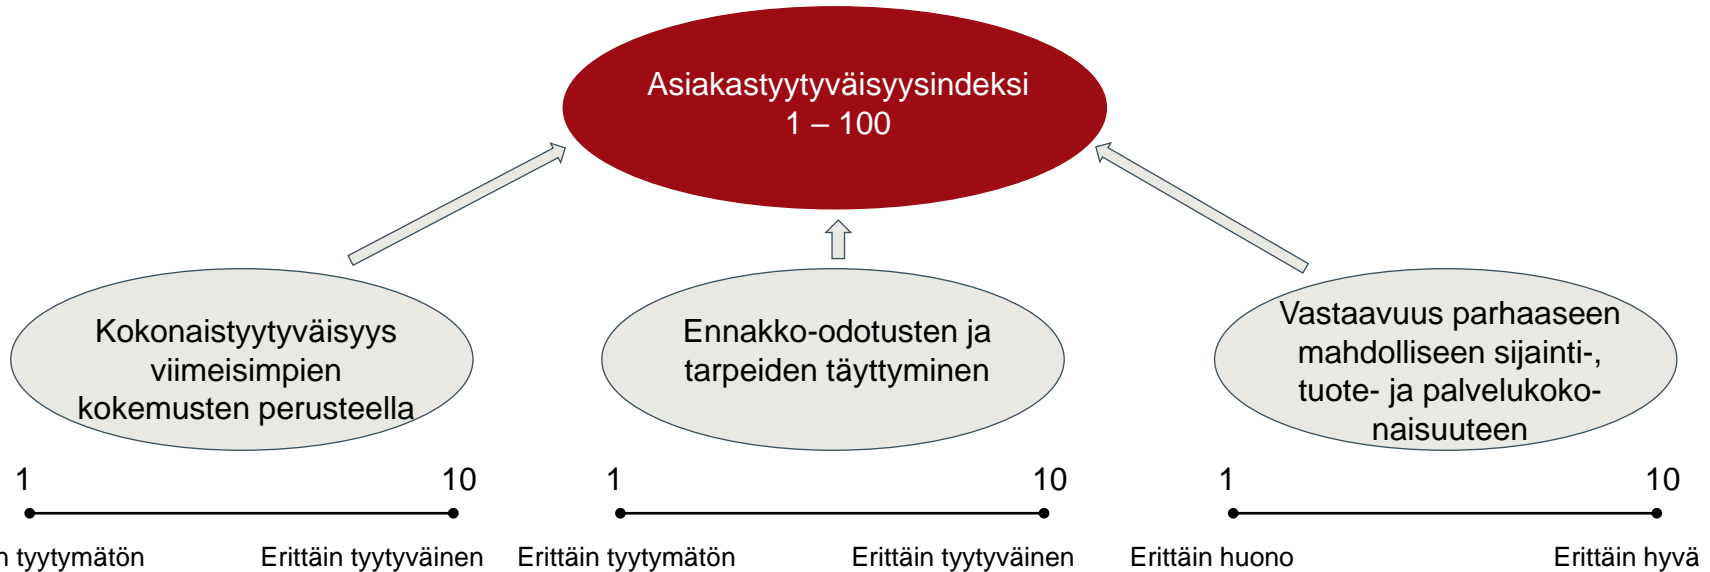 Asiakastyytyväisyysindeksi
1 – 100
Kokonaistyytyväisyys
viimeisimpien
kokemusten perusteella
Ennakko-odotusten ja
tarpeiden täyttyminen
Vastaavuus parhaaseen
mahdolliseen sijainti-,
tuote- ja palvelukoko-
naisuuteen
1 10
1 10
1 10
tyytymätön Erittäin tyytyväinen
Erittäin tyytymätön Erittäin tyytyväinen
Erittäin huono Erittäin hyvä